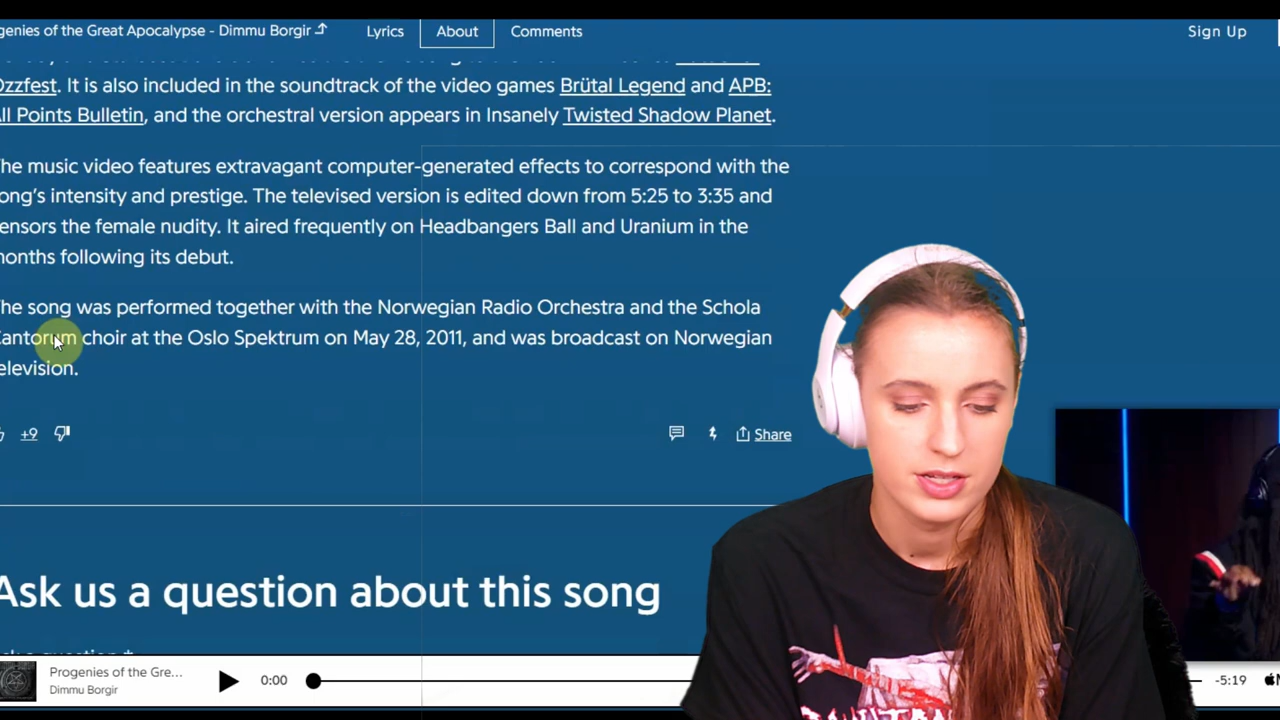 genies of the Great Apocalypse - Dimmu Borgir
Lyrics
About
Comments
Sign Up
Ozzfest. It is also included in the soundtrack of the video games Brütal Legend and APB:
ll Points Bulletin, and the orchestral version appears in Insanely Twisted Shadow Planet.
he music video features extravagant computer-generated effects to correspond with the
ong's intensity and prestige. The televised version is edited down from 5:25 to 3:35 and
ensors the female nudity. It aired frequently on Headbangers Ball and Uranium in the
nonths following its debut.
he song was performed together with the Norwegian Radio Orchestra and the Schola
Cantorum choir at the Oslo Spektrum on May 28, 2011, and was broadcast on Norwegian
elevision.
+9
Share
Ask us a question about this song
Progenies of the Gre...
Dimmu Borgir
0:00
-5:19